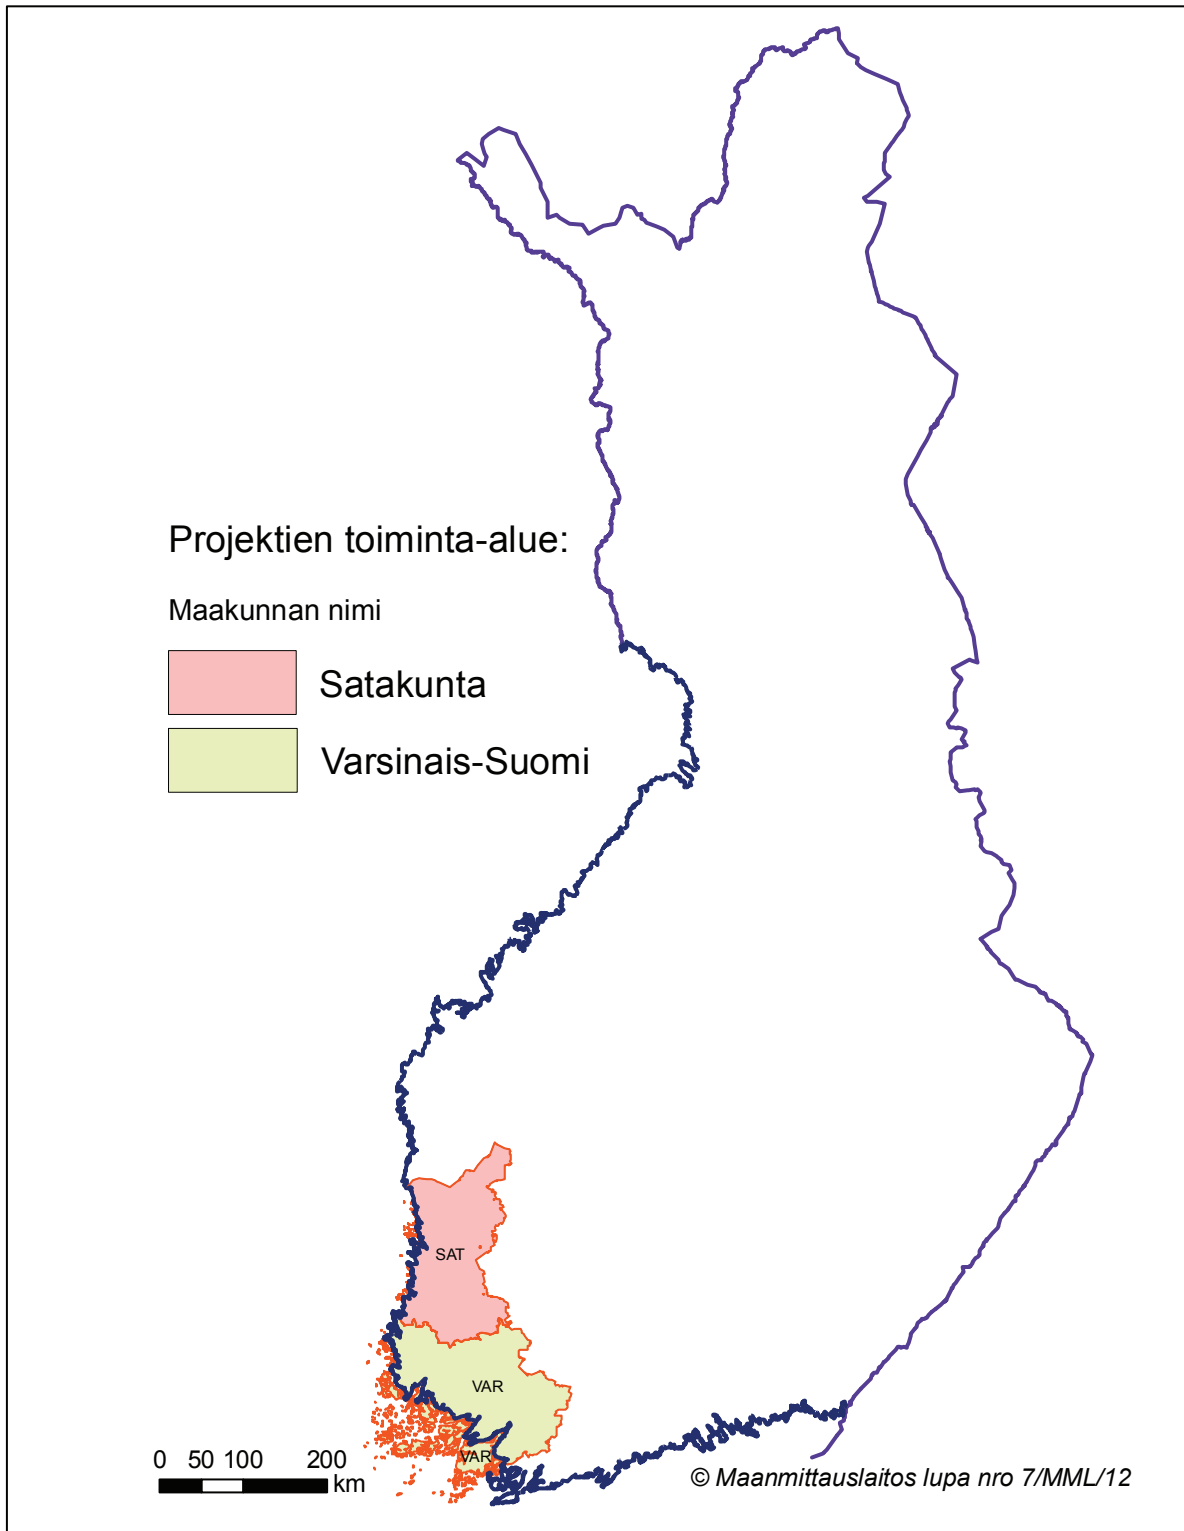 Projektien toiminta-alue:
Maakunnan nimi
Satakunta
Varsinais-Suomi
SAT
VAR
VAR
0 50 100 200
km
© Maanmittauslaitos lupa nro 7/MML/12